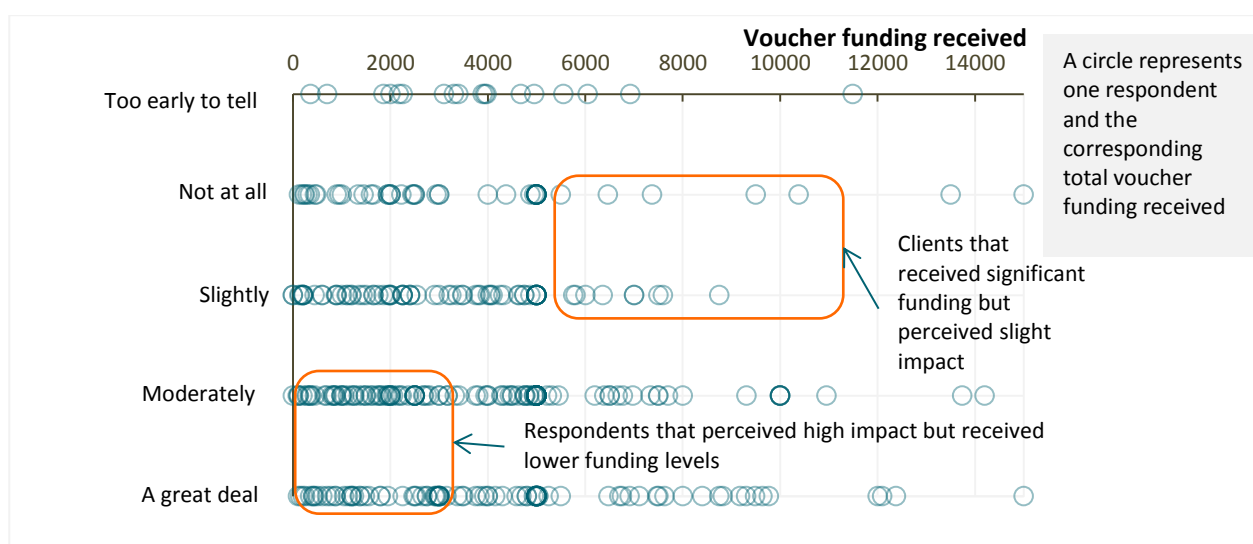 Voucher funding received
0 2000 4000 6000 8000 10000 12000 14000
Too early to tell
Not at all
Slightly
Moderately
A great deal
A circle represents
one respondent
and the
corresponding
total voucher
funding received
Clients that
received significant
funding but
perceived slight
impact
Respondents that perceived high impact but received
lower funding levels